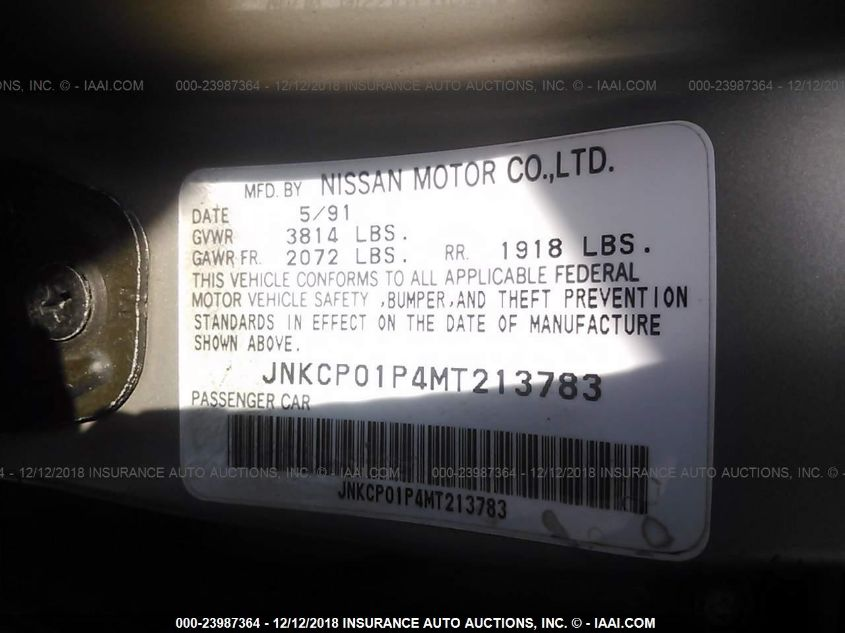 S, INC. © - IAAI.COM 000-23987364 - 12/12/2018 INSURANCE AUTO AUCTIONS, INC. © - IAAI.COM 000-23987364 - 12/12/2018
MFD. BY NISSAN MOTOR CO.,LTD.
DATE 5/91
GVWR 3814 LBS.
GAWR FR. 2072 LBS. RR. 1918 LBS.
THIS VEHICLE CONFORMS TO ALL APPLICABLE FEDERAL
MOTOR VEHICLE SAFETY ,BUMPER,AND THEFT PREVENTION
STANDARDS IN EFFECT ON THE DATE OF MANUFACTURE
SHOWN ABOVE.
JNKCP01P4MT213783
PASSENGER CAR
4 - 12/12/2018 INSURANCE AUTO AUCTIONS, INC. © - IAAI.COM 000-23987364 - 12/12/2018 INSURANCE AUTO AUCTIONS, INC. © - IAAI.COM
JNKCP01P4MT213783
000-23987364 - 12/12/2018 INSURANCE AUTO AUCTIONS, INC. © - IAAI.COM